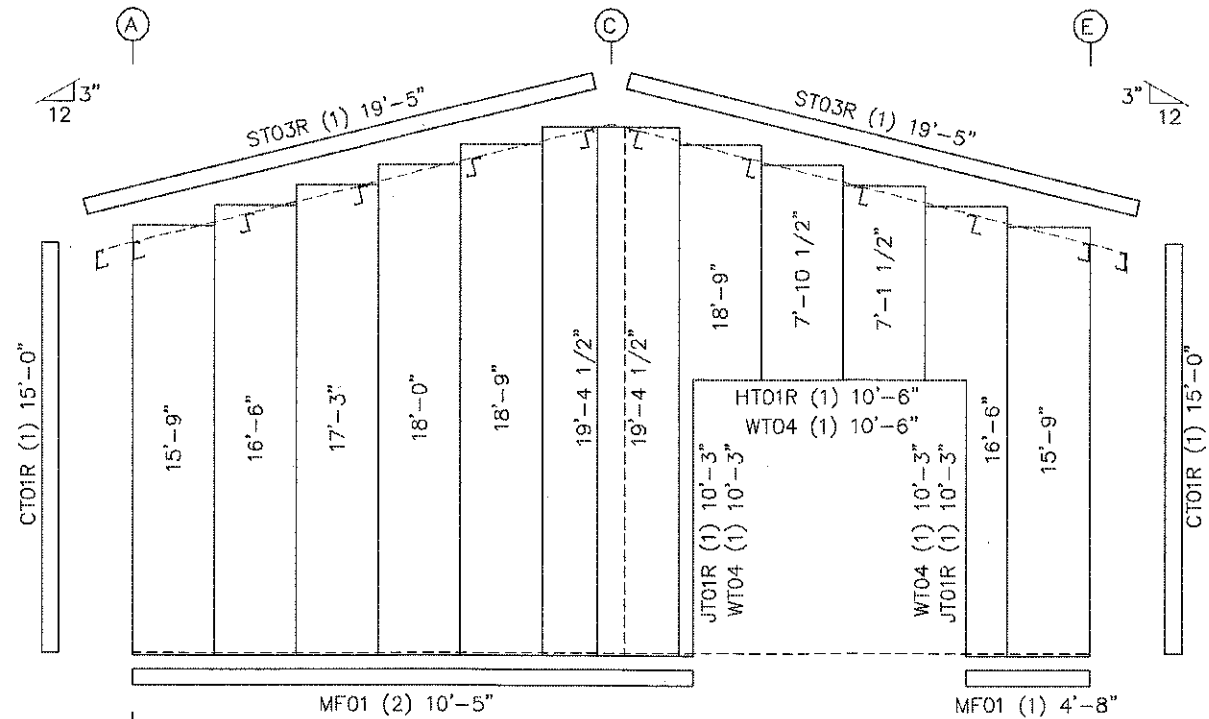 A
C
E
3"
12
3"
12
ST03R (1) 19'-5"
ST03R (1) 19'-5"
CT01R (1) 15'-0"
15'-9"
16'-6"
17'-3"
18'-0"
18'-9"
19'-4 1/2"
19'-4 1/2"
18'-9"
7'-10 1/2"
7'-1 1/2"
HT01R (1) 10'-6"
WT04 (1) 10'-6"
JT01R (1) 10'-3"
WT04 (1) 10'-3"
WT04 (1) 10'-3"
JT01R (1) 10'-3"
16'-6"
15'-9"
CT01R (1) 15'-0"
MF01 (2) 10'-5"
MF01 (1) 4'-8"